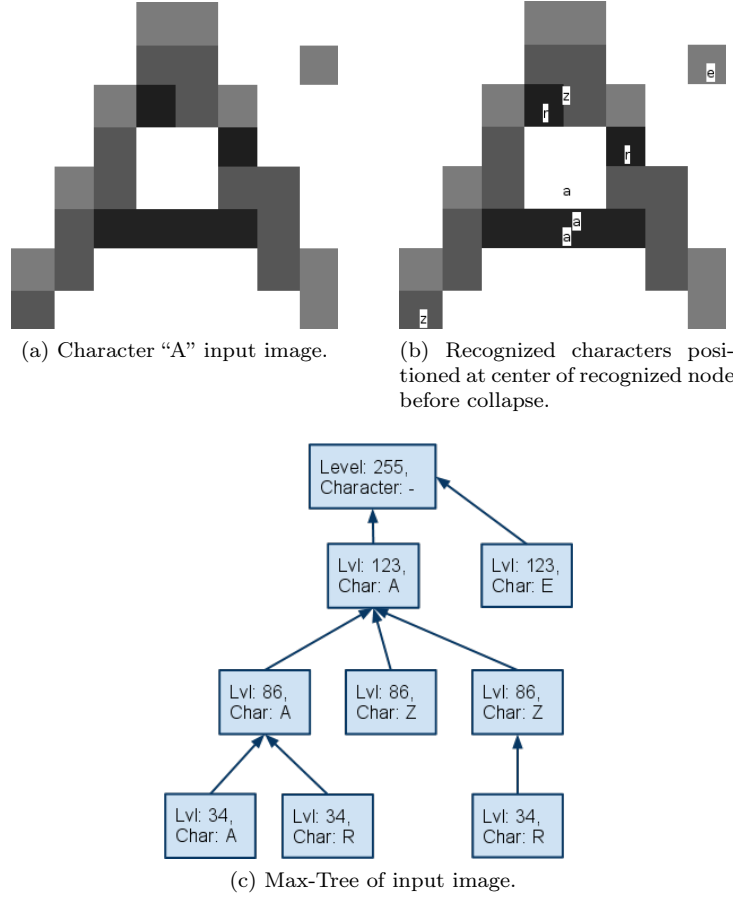 e
z
r
r
a
a
a
z
(a) Character “A” input image.
(b) Recognized characters posi-
tioned at center of recognized node
before collapse.
Level: 255,
Character: -
Lvl: 123,
Char: A
Lvl: 123,
Char: E
Lvl: 86,
Char: A
Lvl: 86,
Char: Z
Lvl: 86,
Char: Z
Lvl: 34,
Char: A
Lvl: 34,
Char: R
Lvl: 34,
Char: R
(c) Max-Tree of input image.